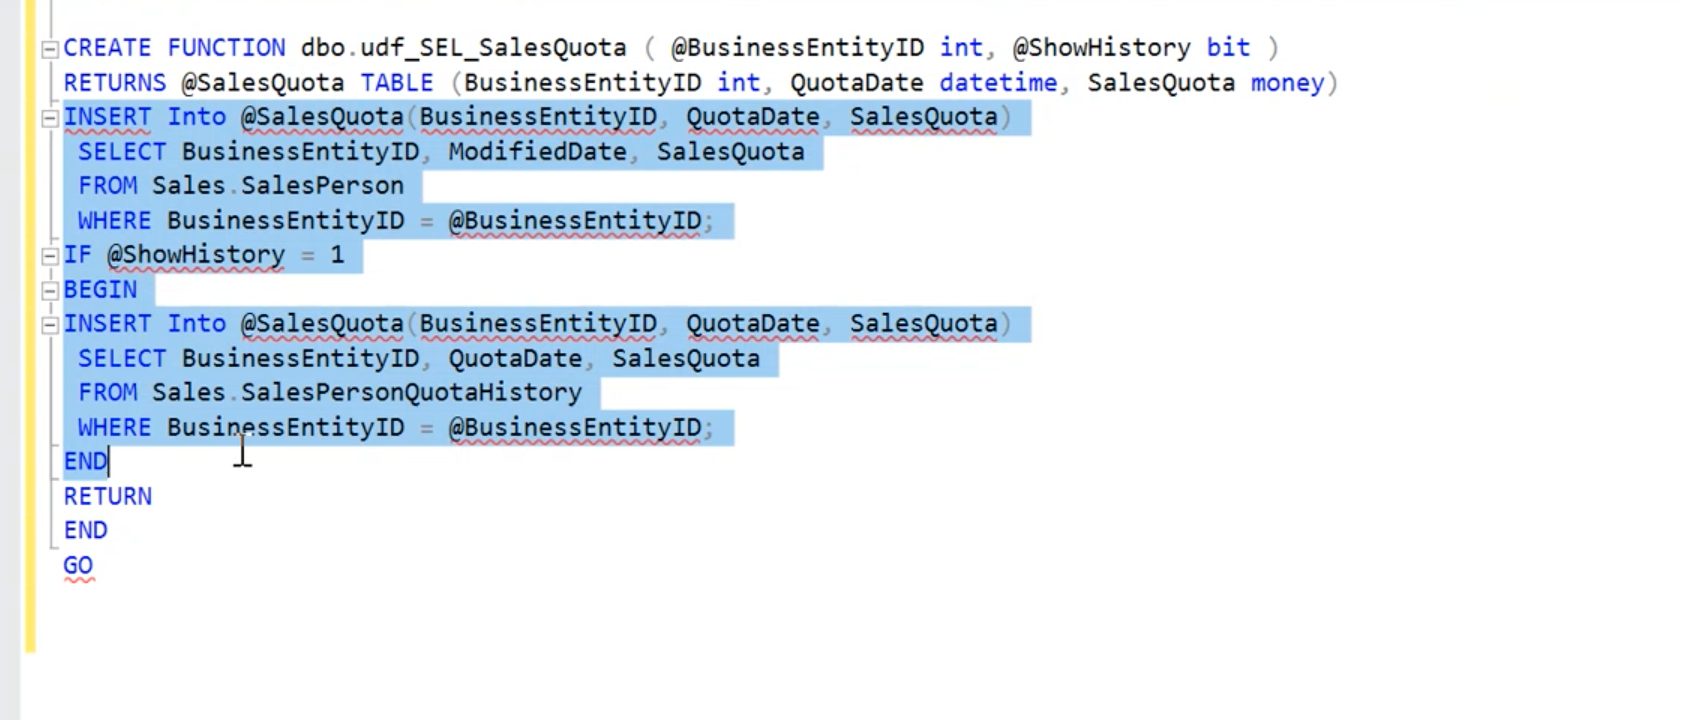 CREATE FUNCTION dbo.udf_SEL_SalesQuota ( @BusinessEntityID int, @ShowHistory bit )
RETURNS @SalesQuota TABLE (BusinessEntityID int, QuotaDate datetime, SalesQuota money)
INSERT Into @SalesQuota(BusinessEntityID, QuotaDate, SalesQuota)
SELECT BusinessEntityID, ModifiedDate, SalesQuota
FROM Sales.SalesPerson
WHERE BusinessEntityID = @BusinessEntityID;
IF @ShowHistory = 1
BEGIN
INSERT Into @SalesQuota(BusinessEntityID, QuotaDate, SalesQuota)
SELECT BusinessEntityID, QuotaDate, SalesQuota
FROM Sales.SalesPersonQuotaHistory
WHERE BusinessEntityID = @BusinessEntityID;
END
RETURN
END
GO